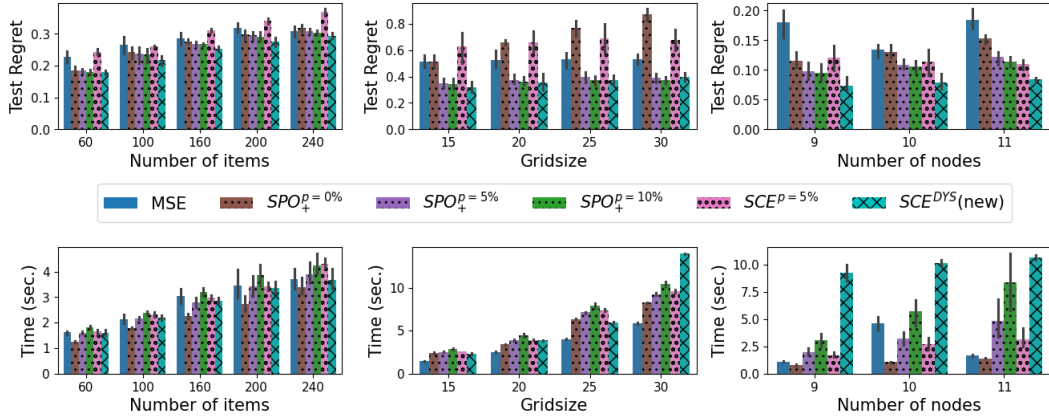 Test Regret
0.3
0.2
0.1
0.0
60 100 160 200 240
Number of items
Test Regret
0.8
0.6
0.4
0.2
0.0
15 20 25 30
Gridsize
Test Regret
0.20
0.15
0.10
0.05
0.00
9 10 11
Number of nodes
MSE SPO₊^{p=0%} SPO₊^{p=5%} SPO₊^{p=10%} SCE^{p=5%} SCE^{DYS}(new)
Time (sec.)
4
3
2
1
0
60 100 160 200 240
Number of items
Time (sec.)
10
5
0
15 20 25 30
Gridsize
Time (sec.)
10.0
7.5
5.0
2.5
0.0
9 10 11
Number of nodes